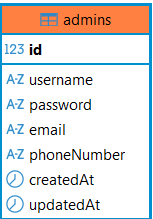 admins
123 id
A-Z username
A-Z password
A-Z email
A-Z phoneNumber
createdAt
updatedAt